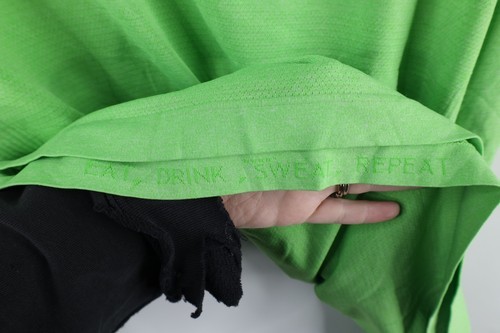 EAT, DRINK, SWEAT, REPEAT